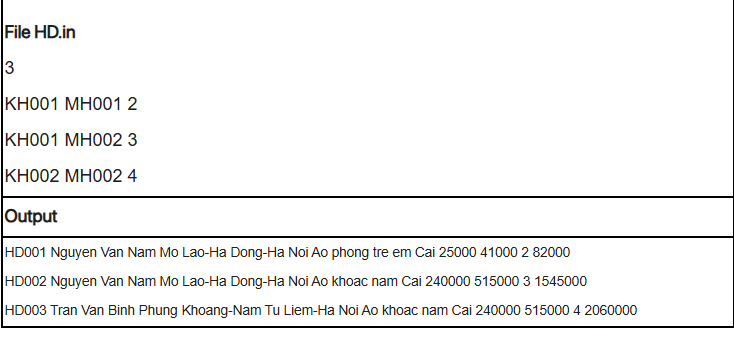 File HD.in
3
KH001 MH001 2
KH001 MH002 3
KH002 MH002 4
Output
HD001 Nguyen Van Nam Mo Lao-Ha Dong-Ha Noi Ao phong tre em Cai 25000 41000 2 82000
HD002 Nguyen Van Nam Mo Lao-Ha Dong-Ha Noi Ao khoac nam Cai 240000 515000 3 1545000
HD003 Tran Van Binh Phung Khoang-Nam Tu Liem-Ha Noi Ao khoac nam Cai 240000 515000 4 2060000